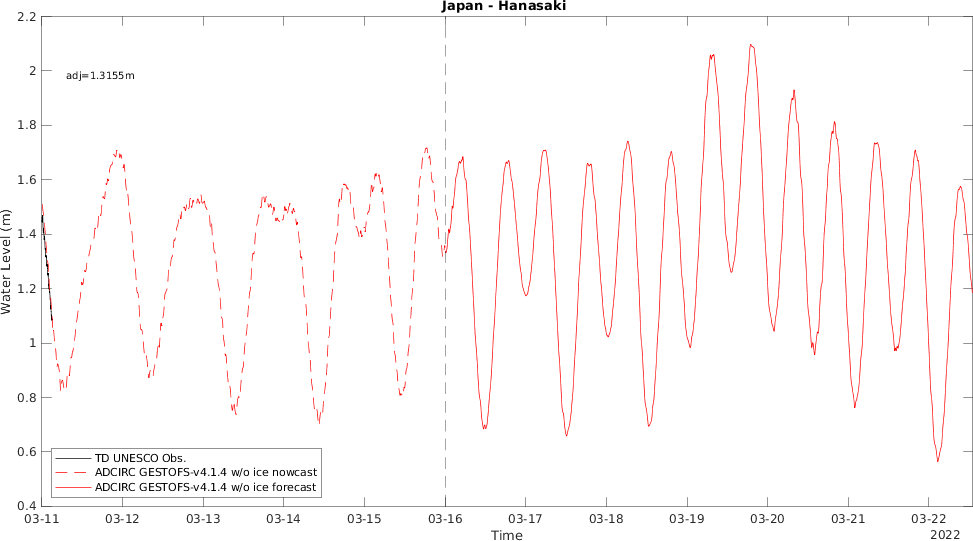 Japan - Hanasaki
2.2
2
1.8
1.6
1.4
1.2
1
0.8
0.6
0.4
Water Level (m)
adj=1.3155m
TD UNESCO Obs.
ADCIRC GESTOFS-v4.1.4 w/o ice nowcast
ADCIRC GESTOFS-v4.1.4 w/o ice forecast
03-11 03-12 03-13 03-14 03-15 03-16 03-17 03-18 03-19 03-20 03-21 03-22
2022
Time